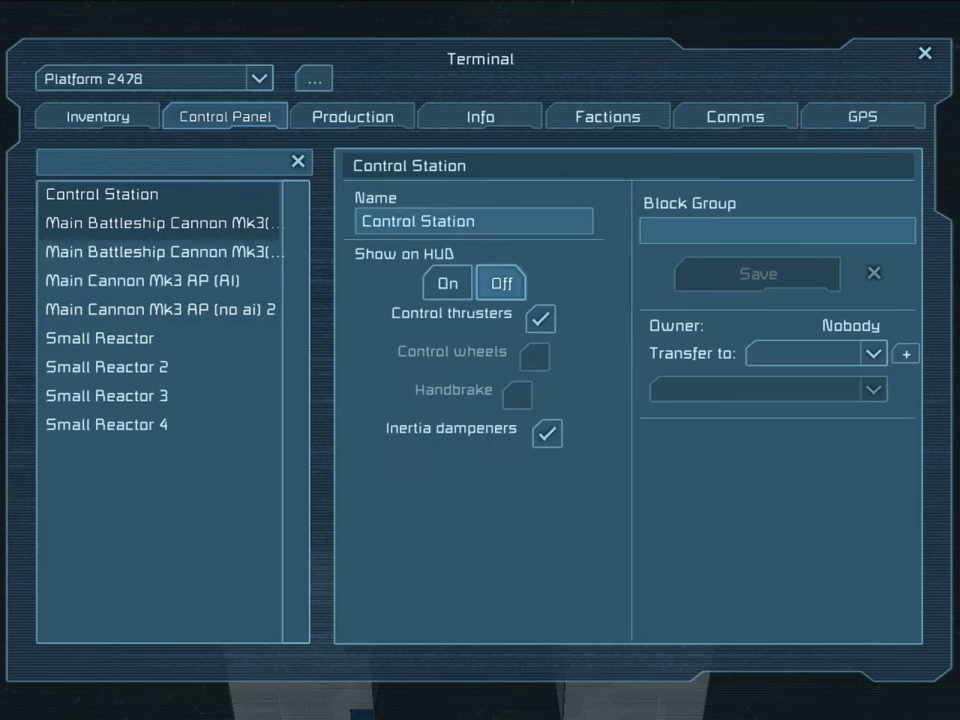 Terminal
Platform 2478
...
Inventory
Control Panel
Production
Info
Factions
Comms
GPS
Control Station
Main Battleship Cannon Mk3(...
Main Battleship Cannon Mk3(...
Main Cannon Mk3 AP (AI)
Main Cannon Mk3 AP (no ai) 2
Small Reactor
Small Reactor 2
Small Reactor 3
Small Reactor 4
Control Station
Name
Control Station
Show on HUD
On
Off
Control thrusters
Control wheels
Handbrake
Inertia dampeners
Block Group
Save
Owner: Nobody
Transfer to:
+